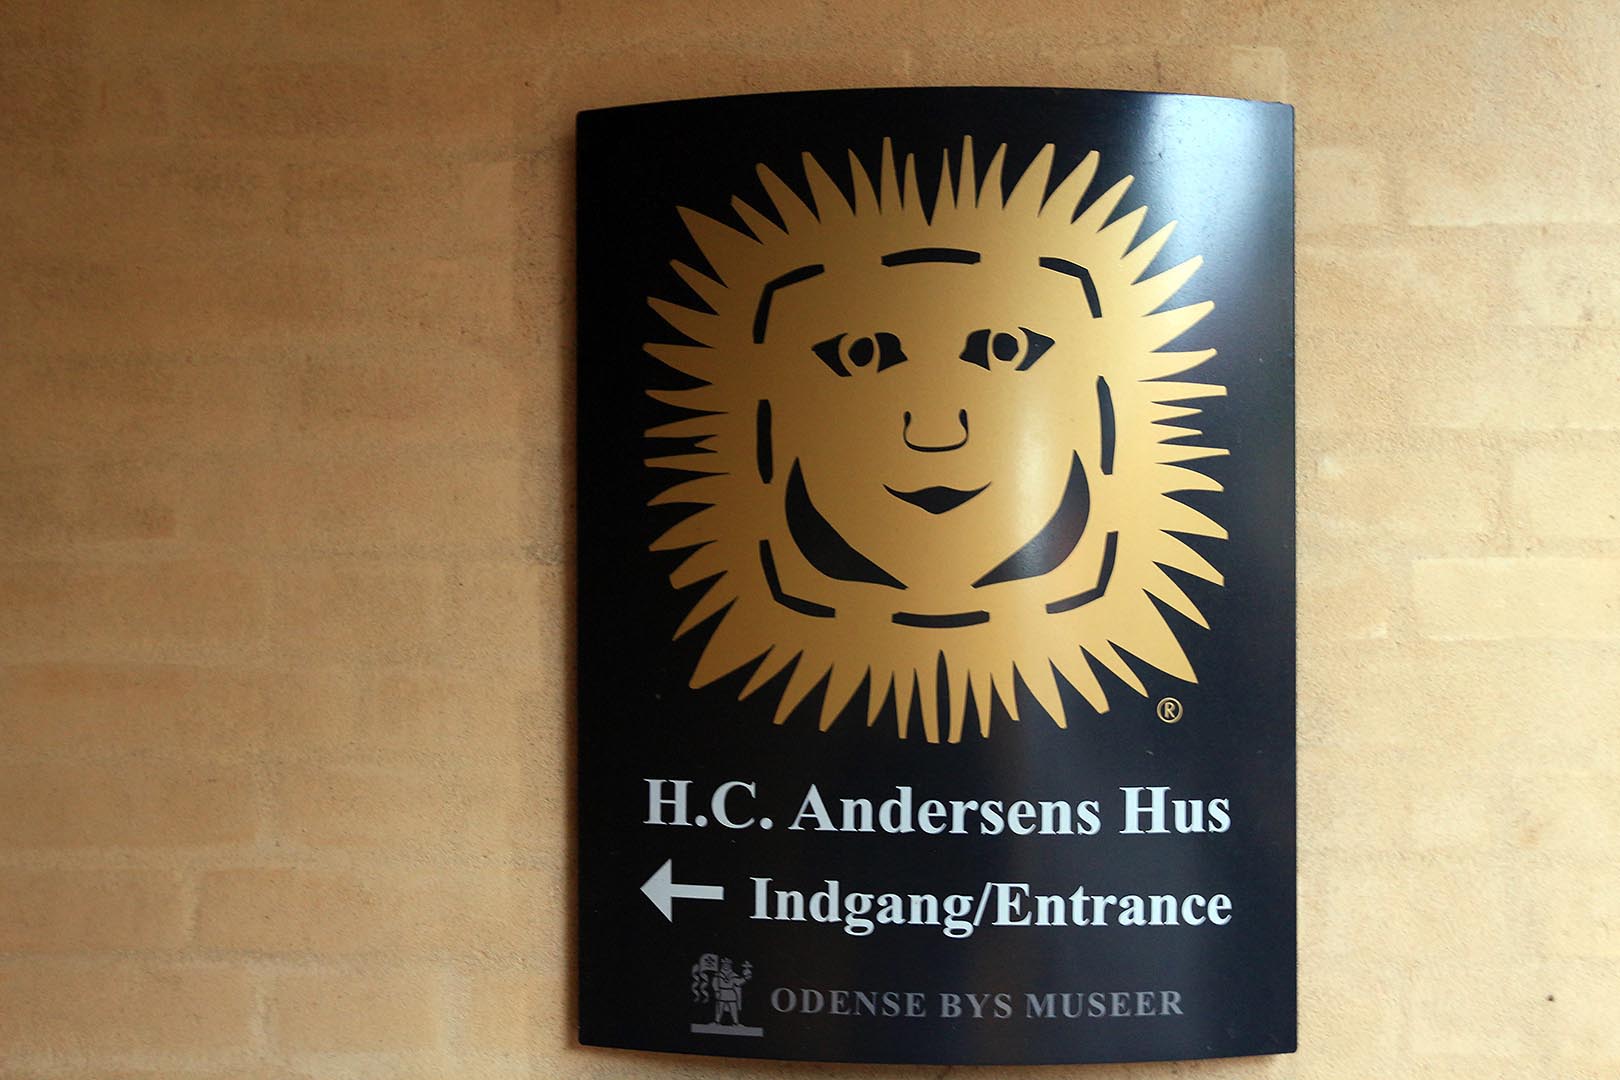 ®
H.C. Andersens Hus
Indgang/Entrance
ODENSE BYS MUSEER